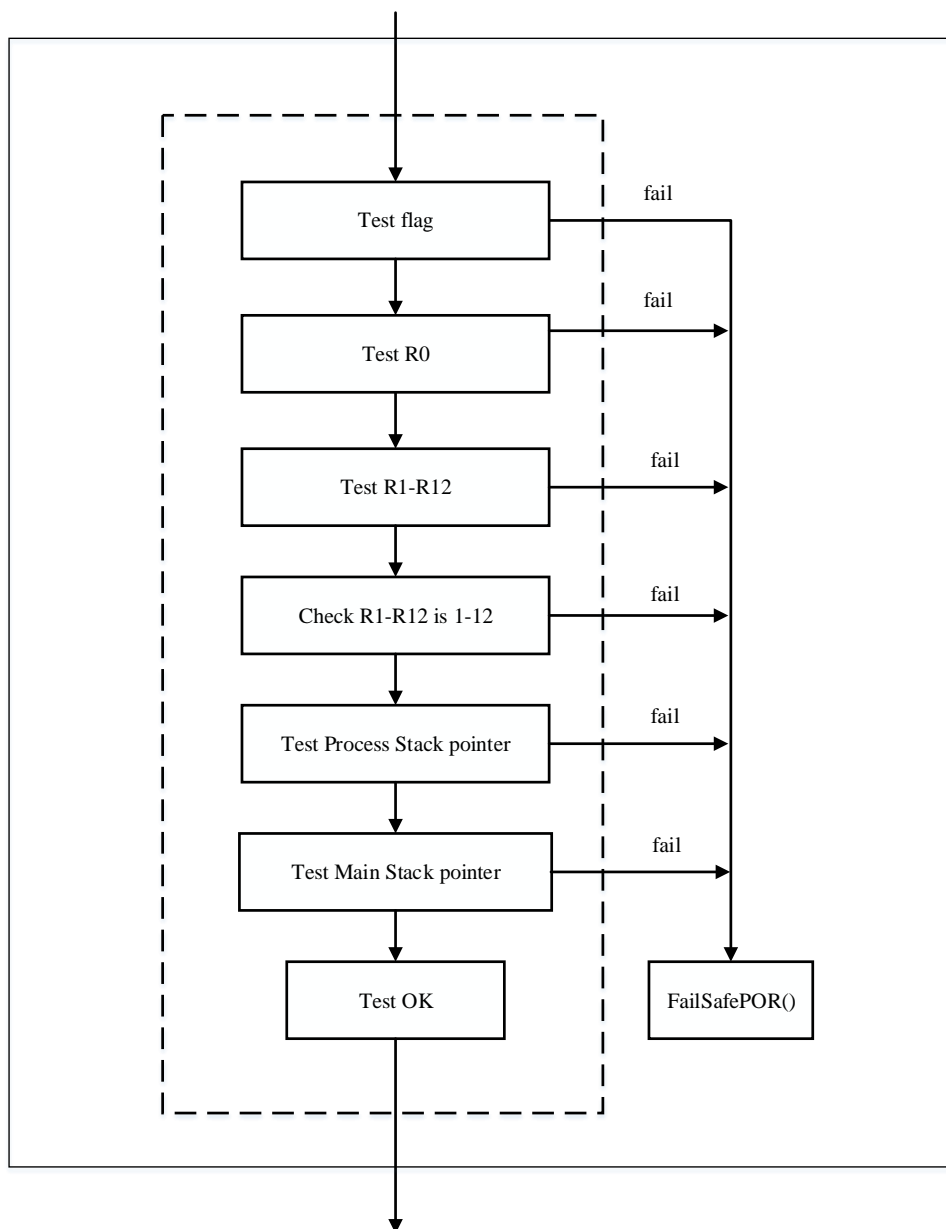 Test flag
fail
Test R0
fail
Test R1-R12
fail
Check R1-R12 is 1-12
fail
Test Process Stack pointer
fail
Test Main Stack pointer
fail
Test OK
FailSafePOR()